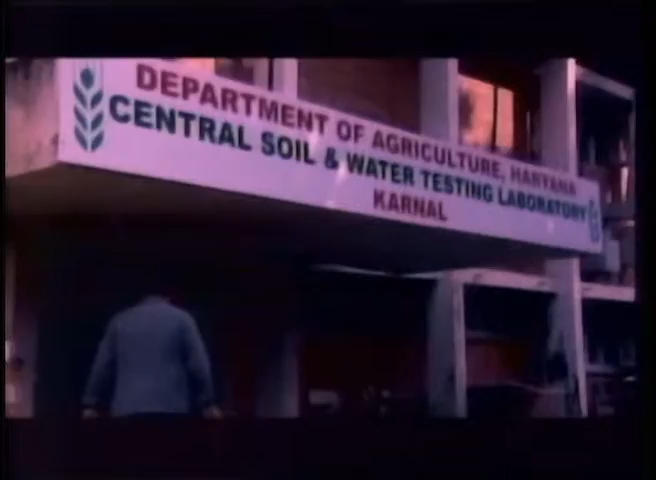 DEPARTMENT OF AGRICULTURE, HARYANA
CENTRAL SOIL & WATER TESTING LABORATORY
KARNAL